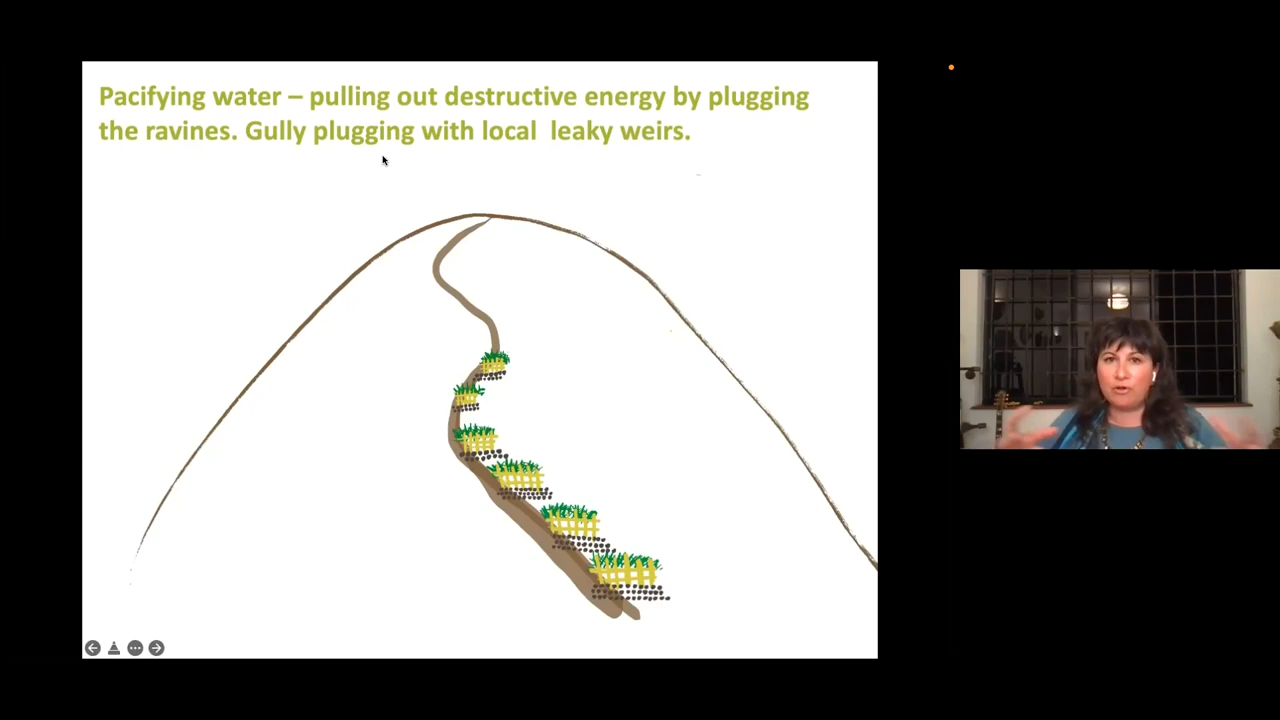 Pacifying water – pulling out destructive energy by plugging
the ravines. Gully plugging with local  leaky weirs.